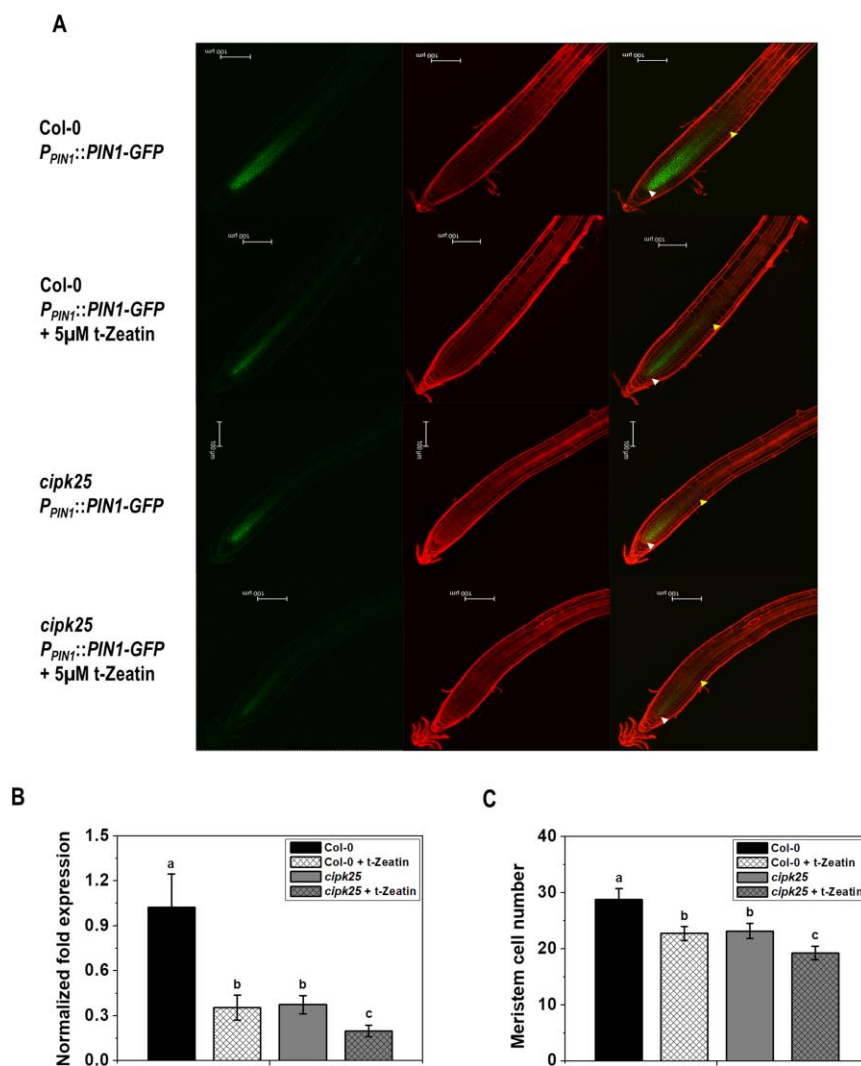 A
100 µm
100 µm
100 µm
Col-0
P_PIN1::PIN1-GFP
100 µm
100 µm
100 µm
Col-0
P_PIN1::PIN1-GFP
+ 5µM t-Zeatin
100 µm
100 µm
100 µm
cipk25
P_PIN1::PIN1-GFP
100 µm
100 µm
100 µm
cipk25
P_PIN1::PIN1-GFP
+ 5µM t-Zeatin
B
Normalized fold expression
1.5
1.2
0.9
0.6
0.3
0.0
Col-0
Col-0 + t-Zeatin
cipk25
cipk25 + t-Zeatin
a
b
b
c
C
Meristem cell number
40
30
20
10
0
Col-0
Col-0 + t-Zeatin
cipk25
cipk25 + t-Zeatin
a
b
b
c